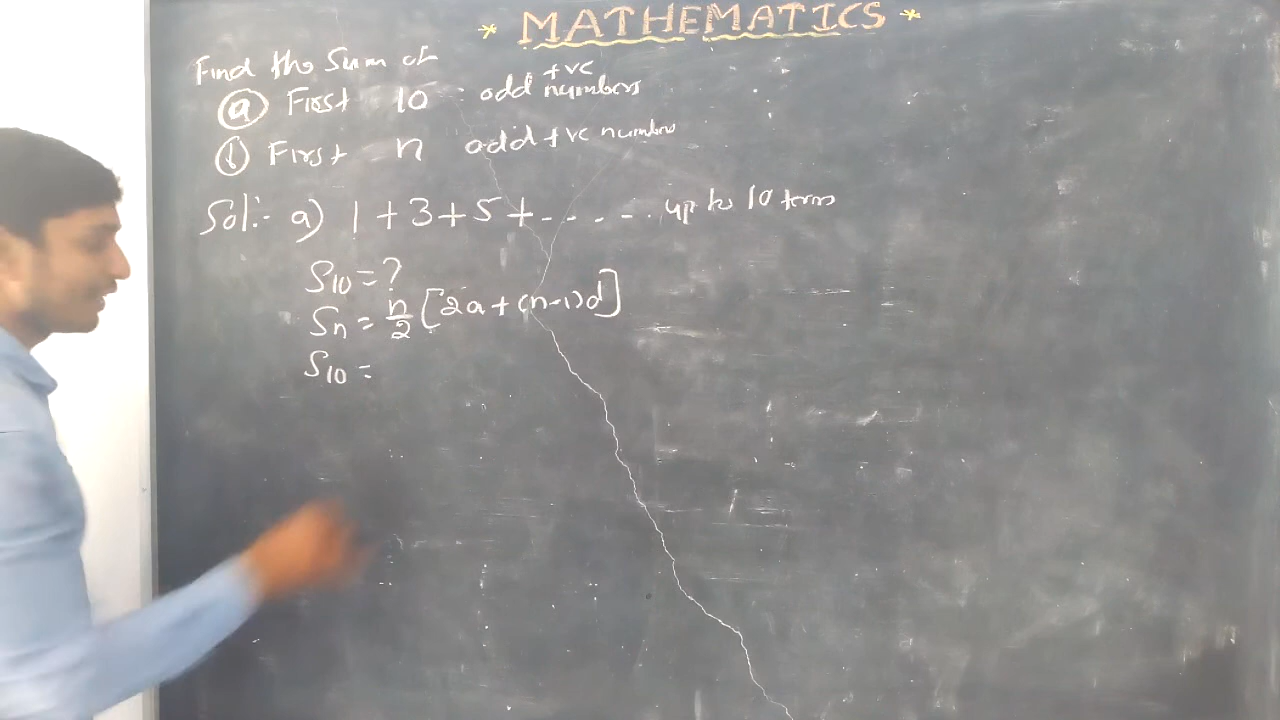 * MATHEMATICS *
Find the Sum of
(a) First 10 odd +ve numbers
(b) First n odd +ve numbers
Sol:- a) 1+3+5+-----. up to 10 terms
S10=?
Sn = n/2 [2a+(n-1)d]
S10 =